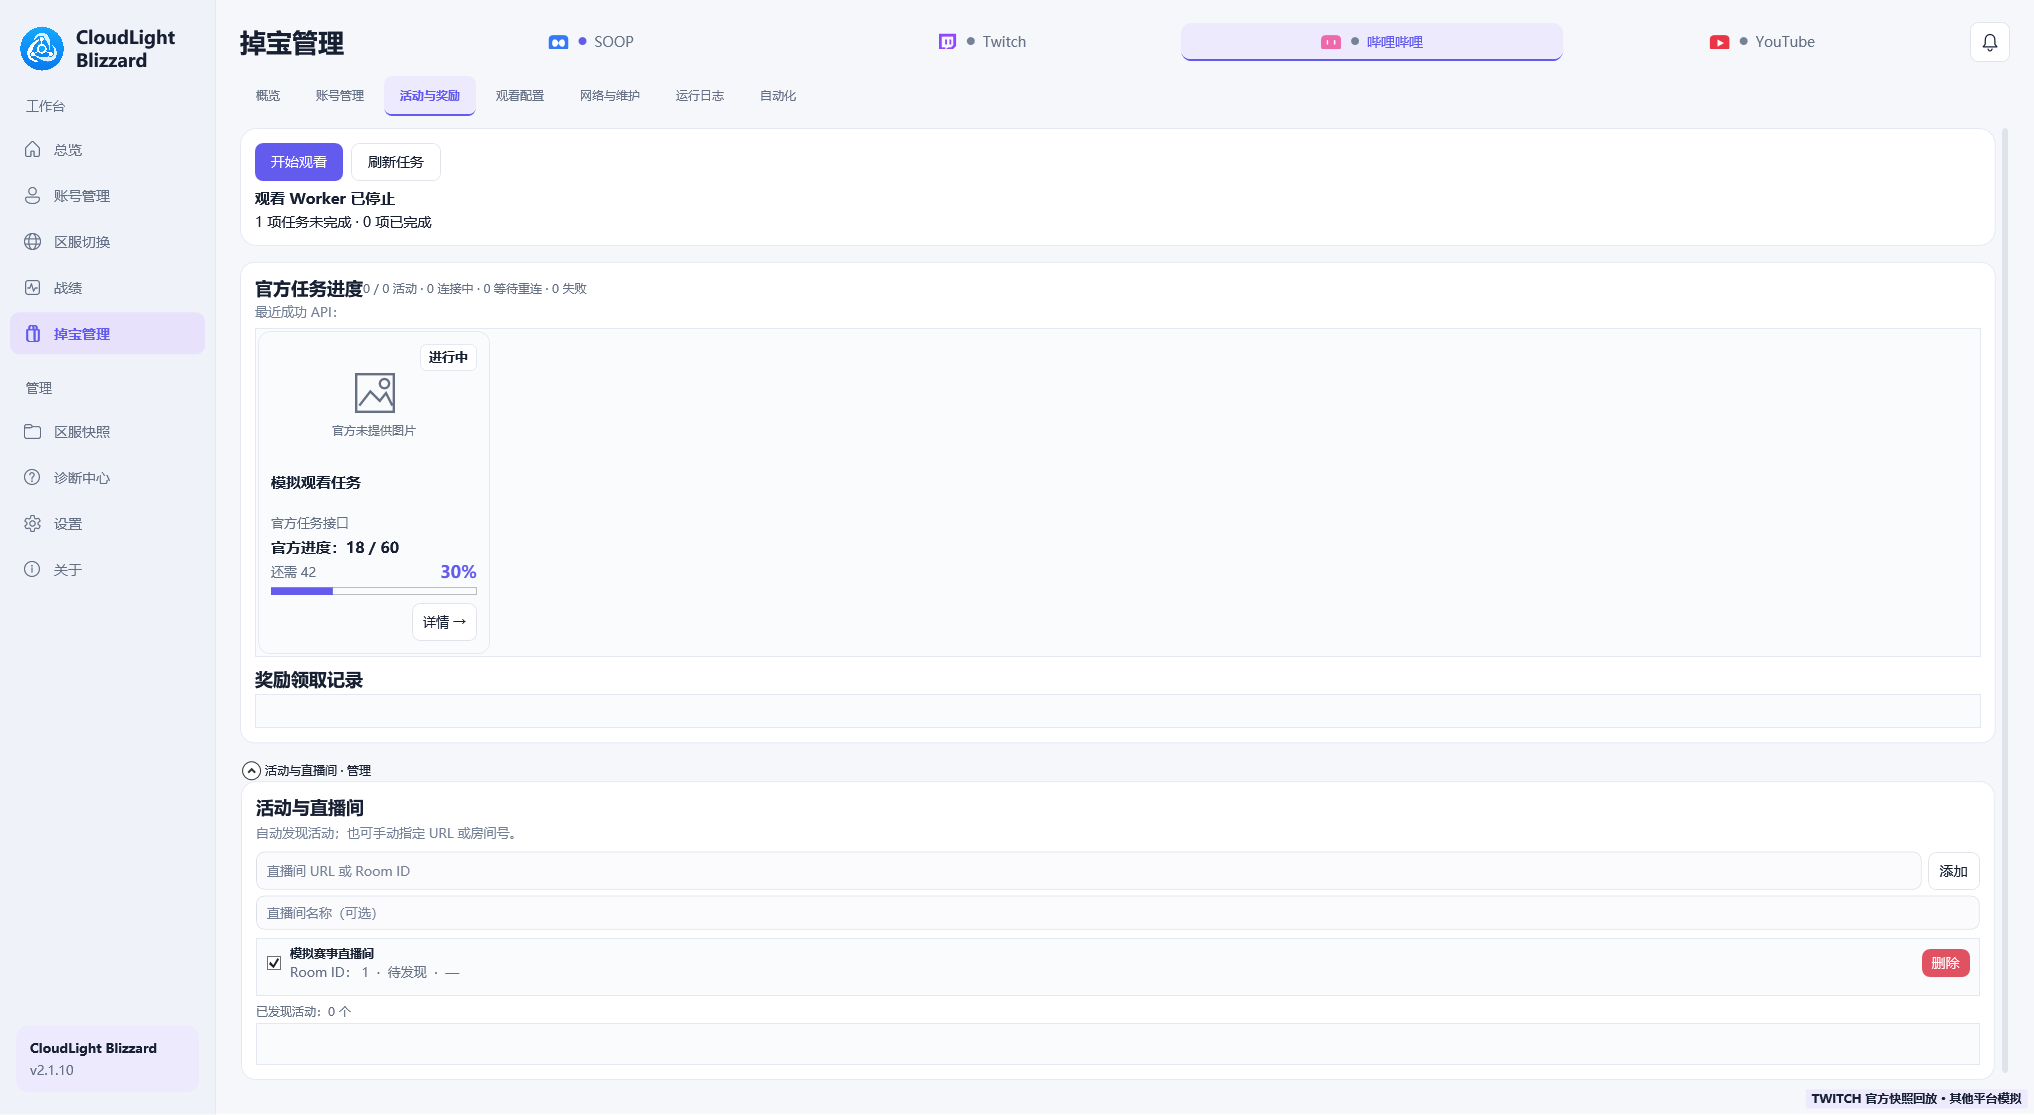 CloudLight
Blizzard
工作台
总览
账号管理
区服切换
战绩
掉宝管理
管理
区服快照
诊断中心
设置
关于
CloudLight Blizzard
v2.1.10
掉宝管理
SOOP
Twitch
哔哩哔哩
YouTube
概览
账号管理
活动与奖励
观看配置
网络与维护
运行日志
自动化
开始观看
刷新任务
观看 Worker 已停止
1 项任务未完成 · 0 项已完成
官方任务进度0 / 0 活动 · 0 连接中 · 0 等待重连 · 0 失败
最近成功 API：
进行中
官方未提供图片
模拟观看任务
官方任务接口
官方进度：18 / 60
还需 42
30%
详情 →
奖励领取记录
活动与直播间 · 管理
活动与直播间
自动发现活动；也可手动指定 URL 或房间号。
直播间 URL 或 Room ID
添加
直播间名称（可选）
模拟赛事直播间
Room ID： 1 · 待发现 · —
删除
已发现活动：0 个
TWITCH 官方快照回放 • 其他平台模拟